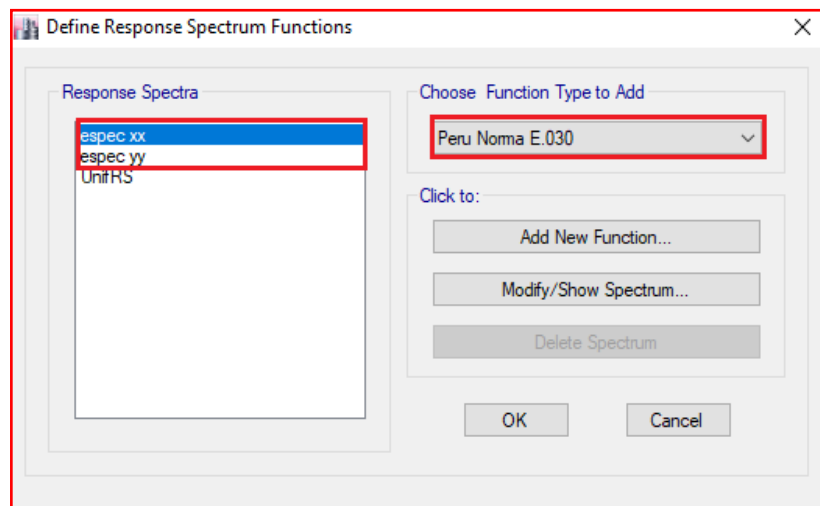 Define Response Spectrum Functions
Response Spectra
espec xx
espec yy
UnifRS
Choose Function Type to Add
Peru Norma E.030
Click to:
Add New Function...
Modify/Show Spectrum...
Delete Spectrum
OK
Cancel